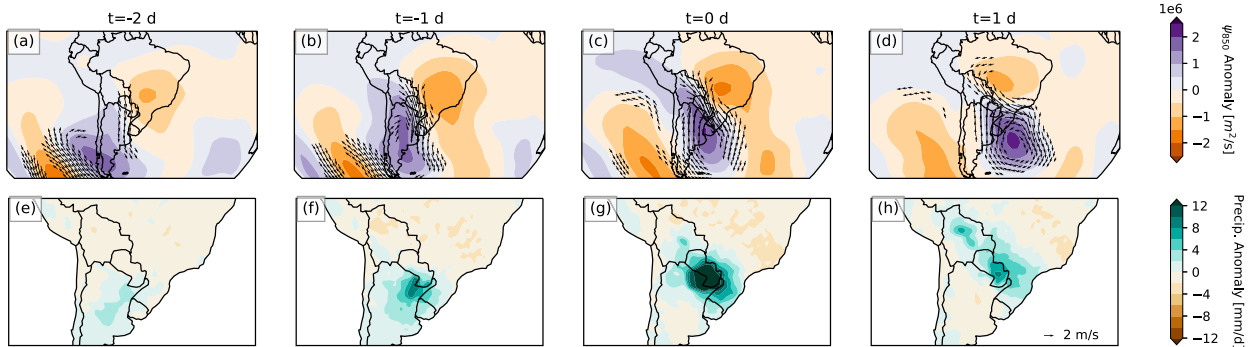 t=-2 d
t=-1 d
t=0 d
t=1 d
1e6
(a)
(b)
(c)
(d)
2
1
0
−1
−2
ψ850 Anomaly [m²/s]
(e)
(f)
(g)
(h)
→ 2 m/s
12
8
4
0
−4
−8
−12
Precip. Anomaly [mm/d]